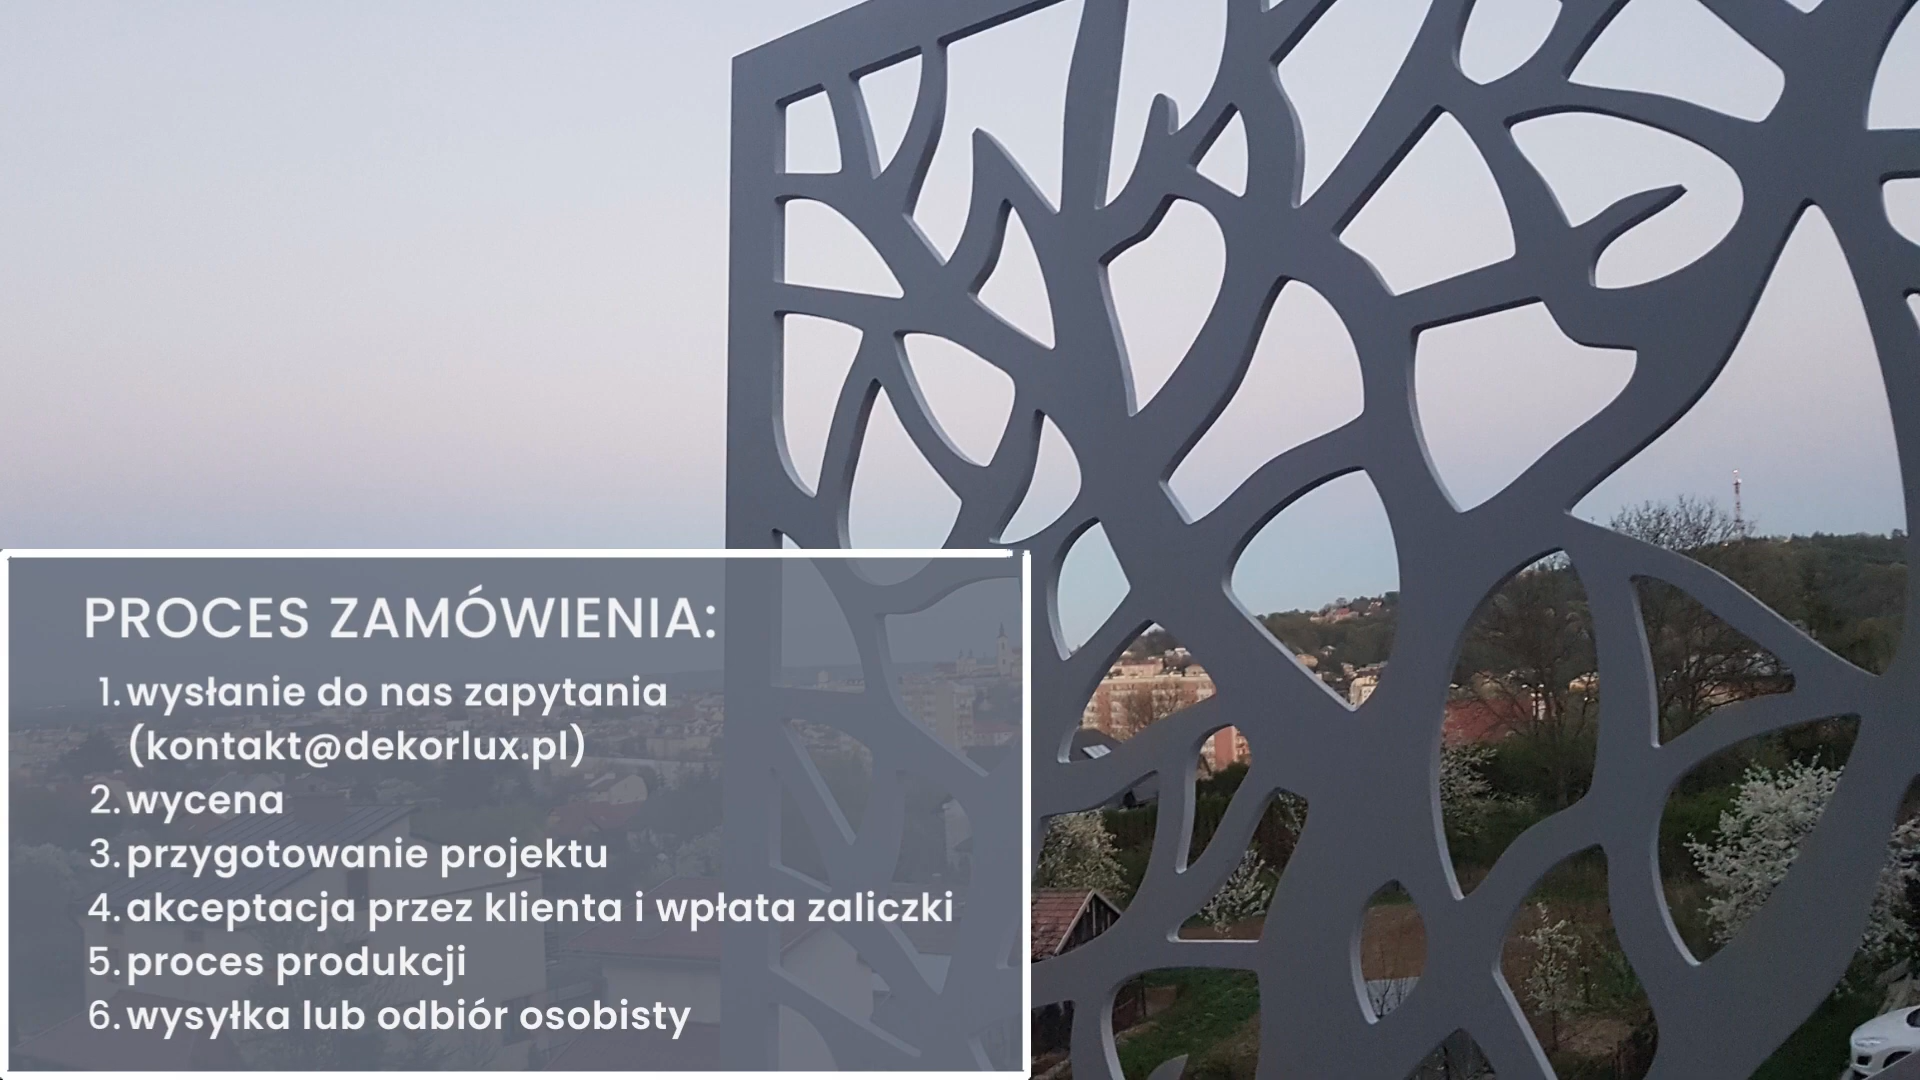 PROCES ZAMÓWIENIA:
1. wysłanie do nas zapytania
(kontakt@dekorlux.pl)
2. wycena
3. przygotowanie projektu
4. akceptacja przez klienta i wpłata zaliczki
5. proces produkcji
6. wysyłka lub odbiór osobisty